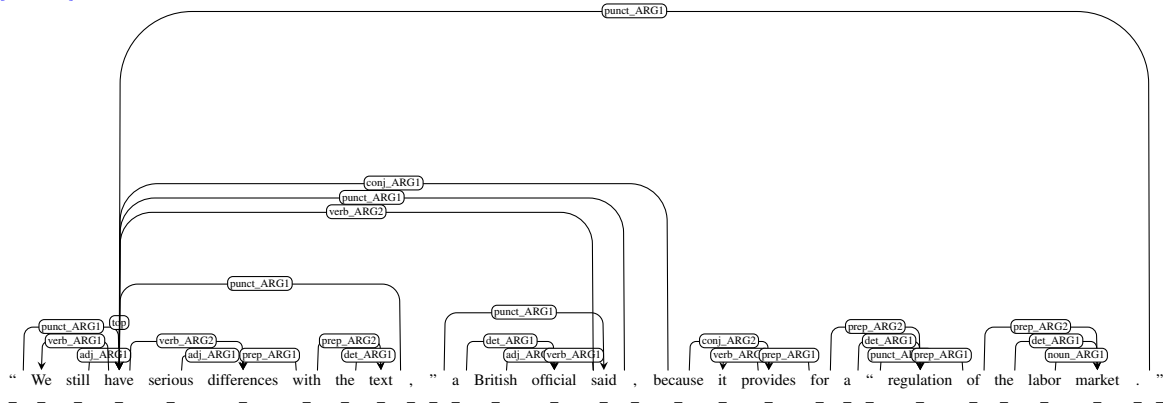 punct_ARG1
conj_ARG1
punct_ARG1
verb_ARG2
punct_ARG1
punct_ARG1
punct_ARG1 top prep_ARG2 prep_ARG2
verb_ARG1 verb_ARG2 prep_ARG2 det_ARG1 conj_ARG2 det_ARG1 det_ARG1
adj_ARG1 adj_ARG1 prep_ARG1 det_ARG1 verb_ARG1 prep_ARG1 prep_ARG1 noun_ARG1
“ We still have serious differences with the text , ” a British official said , because it provides for a “ regulation of the labor market . ”